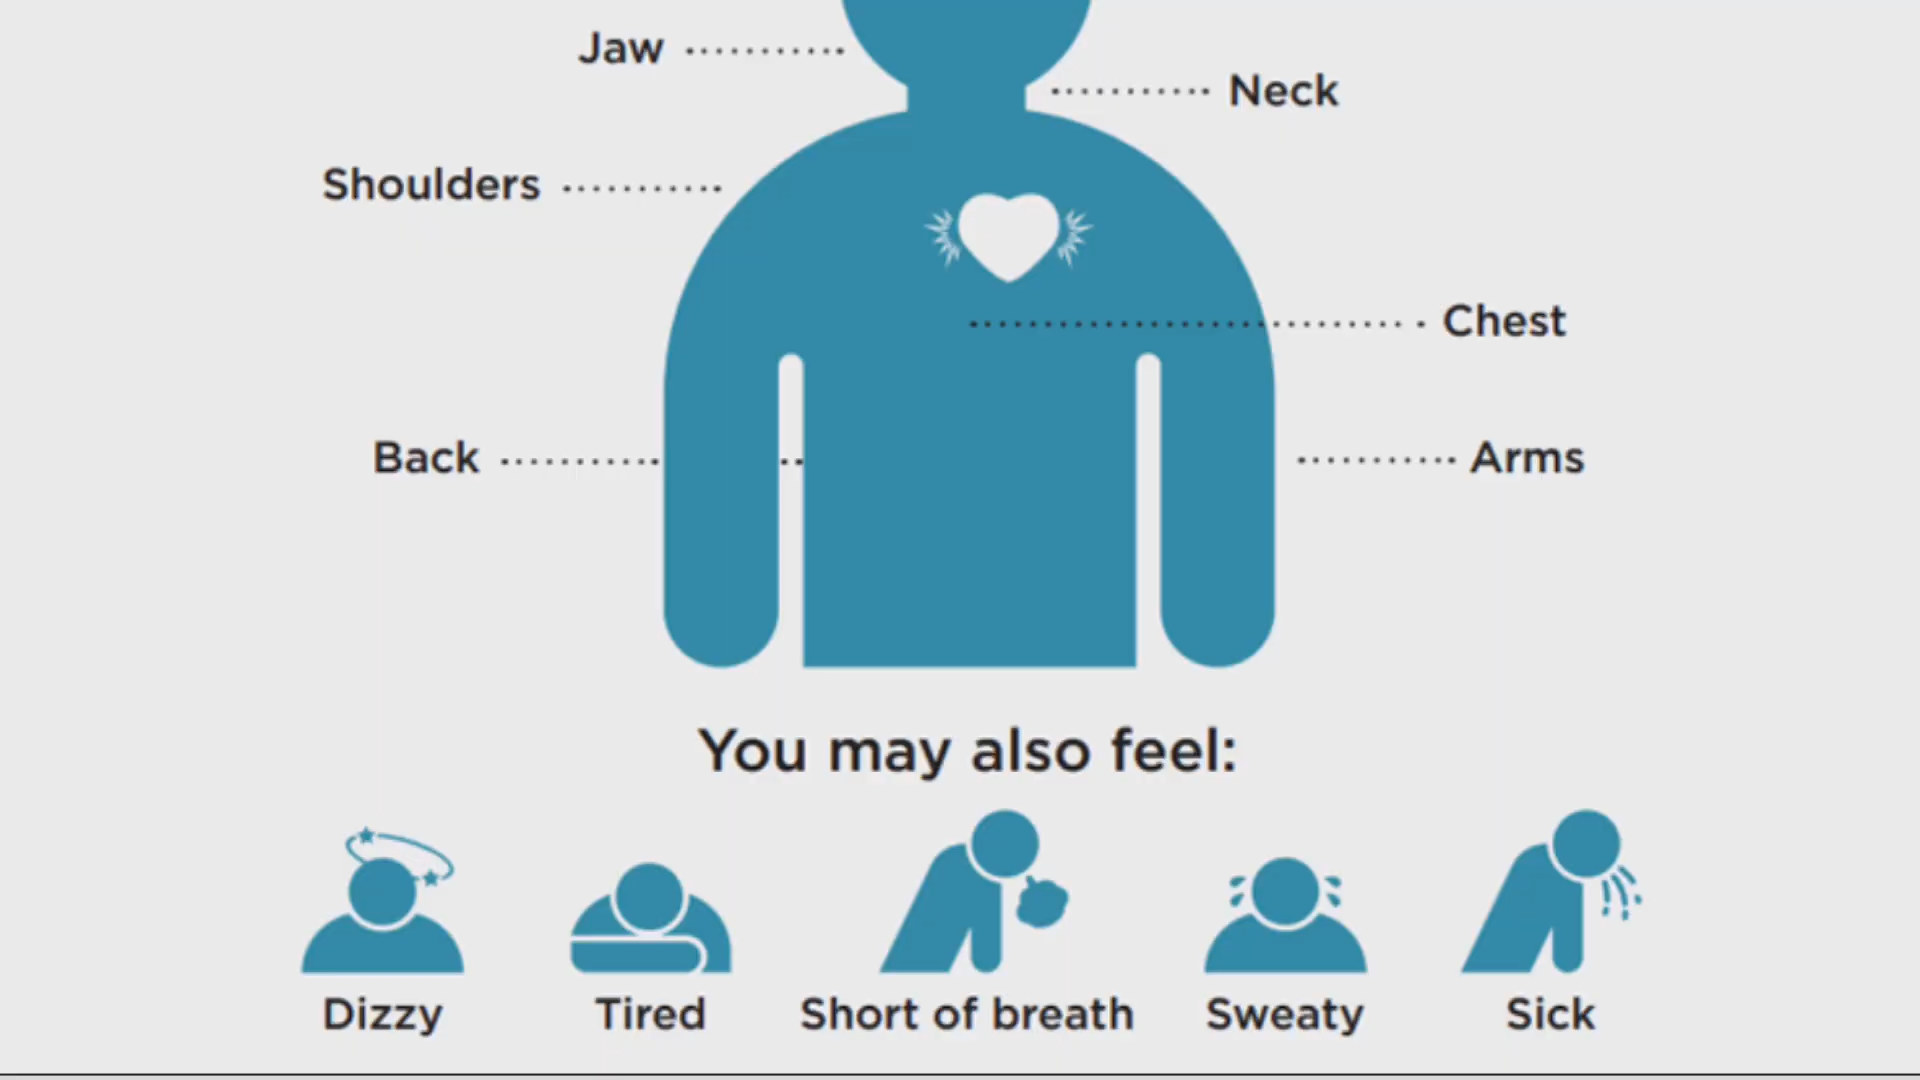 Jaw
Neck
Shoulders
Chest
Back
Arms
You may also feel:
Dizzy
Tired
Short of breath
Sweaty
Sick